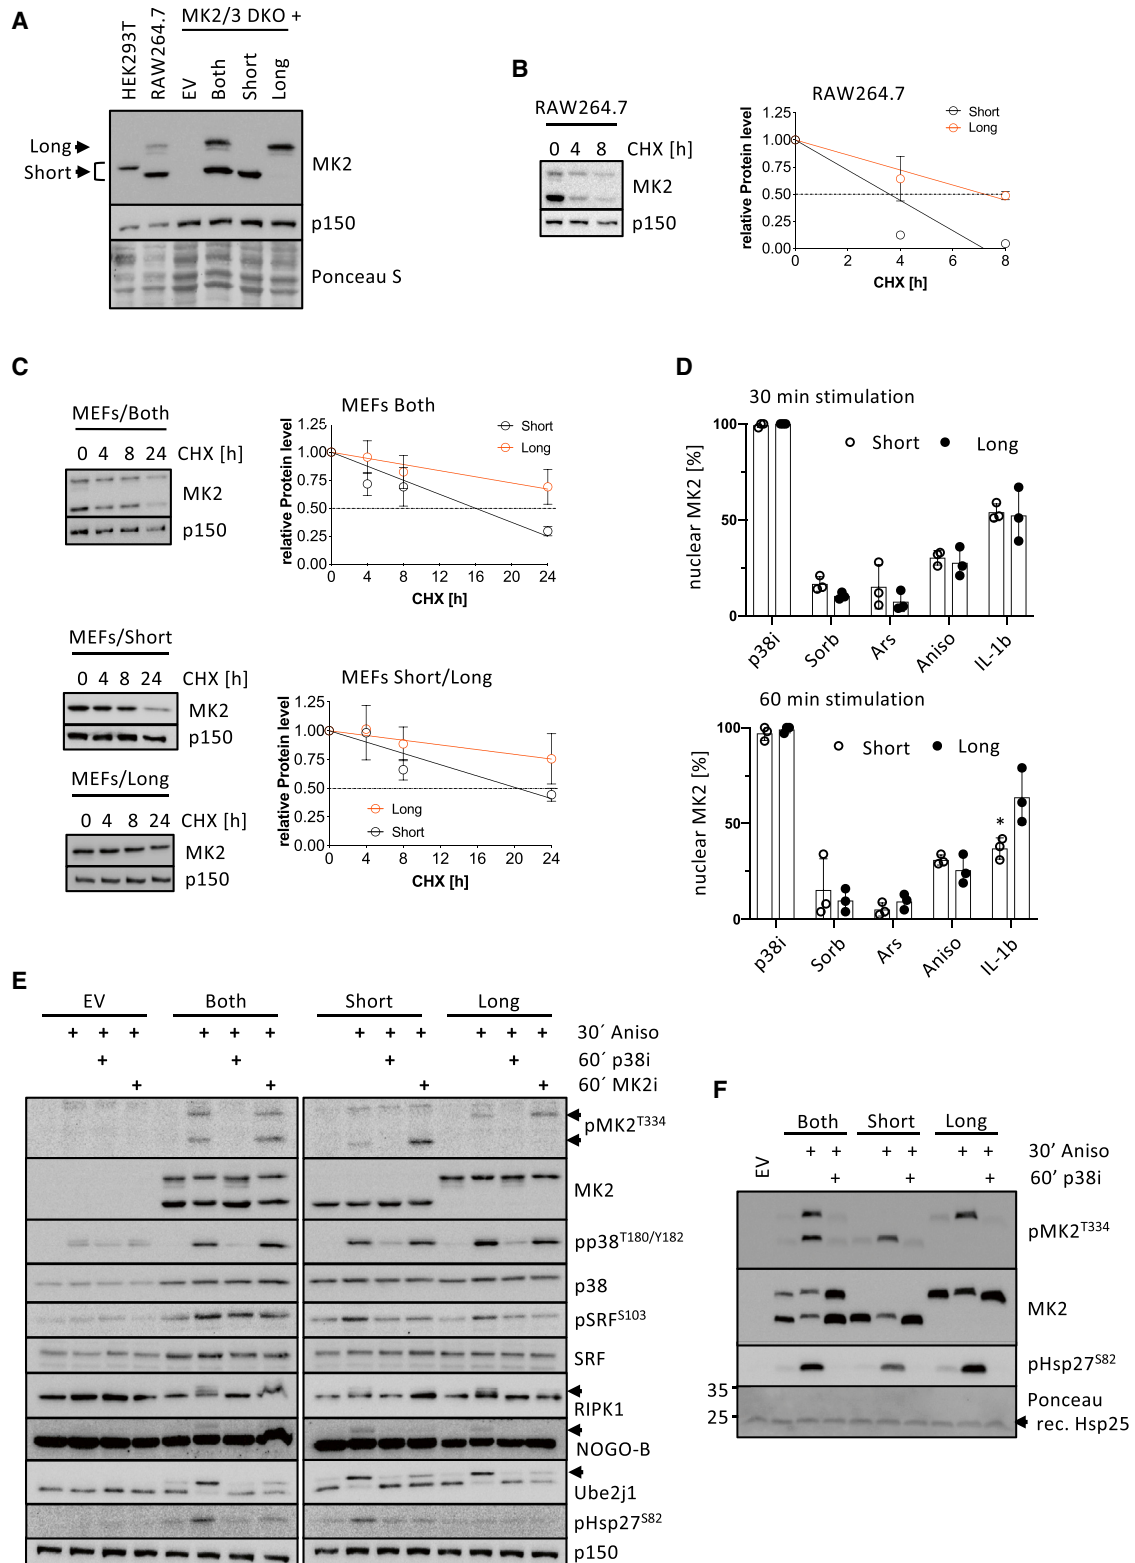 A
MK2/3 DKO +
HEK293T
RAW264.7
EV
Both
Short
Long
Long
Short
MK2
p150
Ponceau S
B
RAW264.7
0 4 8 CHX [h]
MK2
p150
RAW264.7
Short
Long
relative Protein level
1.25
1.00
0.75
0.50
0.25
0.00
0 2 4 6 8
CHX [h]
C
MEFs/Both
0 4 8 24 CHX [h]
MK2
p150
MEFs Both
Short
Long
relative Protein level
1.25
1.00
0.75
0.50
0.25
0.00
0 4 8 12 16 20 24
CHX [h]
MEFs/Short
0 4 8 24 CHX [h]
MK2
p150
MEFs/Long
0 4 8 24 CHX [h]
MK2
p150
MEFs Short/Long
relative Protein level
1.25
1.00
0.75
0.50
0.25
0.00
Long
Short
0 4 8 12 16 20 24
CHX [h]
D
30 min stimulation
Short Long
nuclear MK2 [%]
100
50
0
p38i Sorb Ars Aniso IL-1b
60 min stimulation
Short Long
nuclear MK2 [%]
100
50
0
*
p38i Sorb Ars Aniso IL-1b
E
EV Both Short Long
+ + + + + + + + + + + + 30´ Aniso
+ + + + 60´ p38i
+ + + + 60´ MK2i
pMK2T334
MK2
pp38T180/Y182
p38
pSRFS103
SRF
RIPK1
NOGO-B
Ube2j1
pHsp27S82
p150
F
EV
Both Short Long
+ + + + + + 30’ Aniso
+ + + 60’ p38i
pMK2T334
MK2
pHsp27S82
35
25
Ponceau
rec. Hsp25